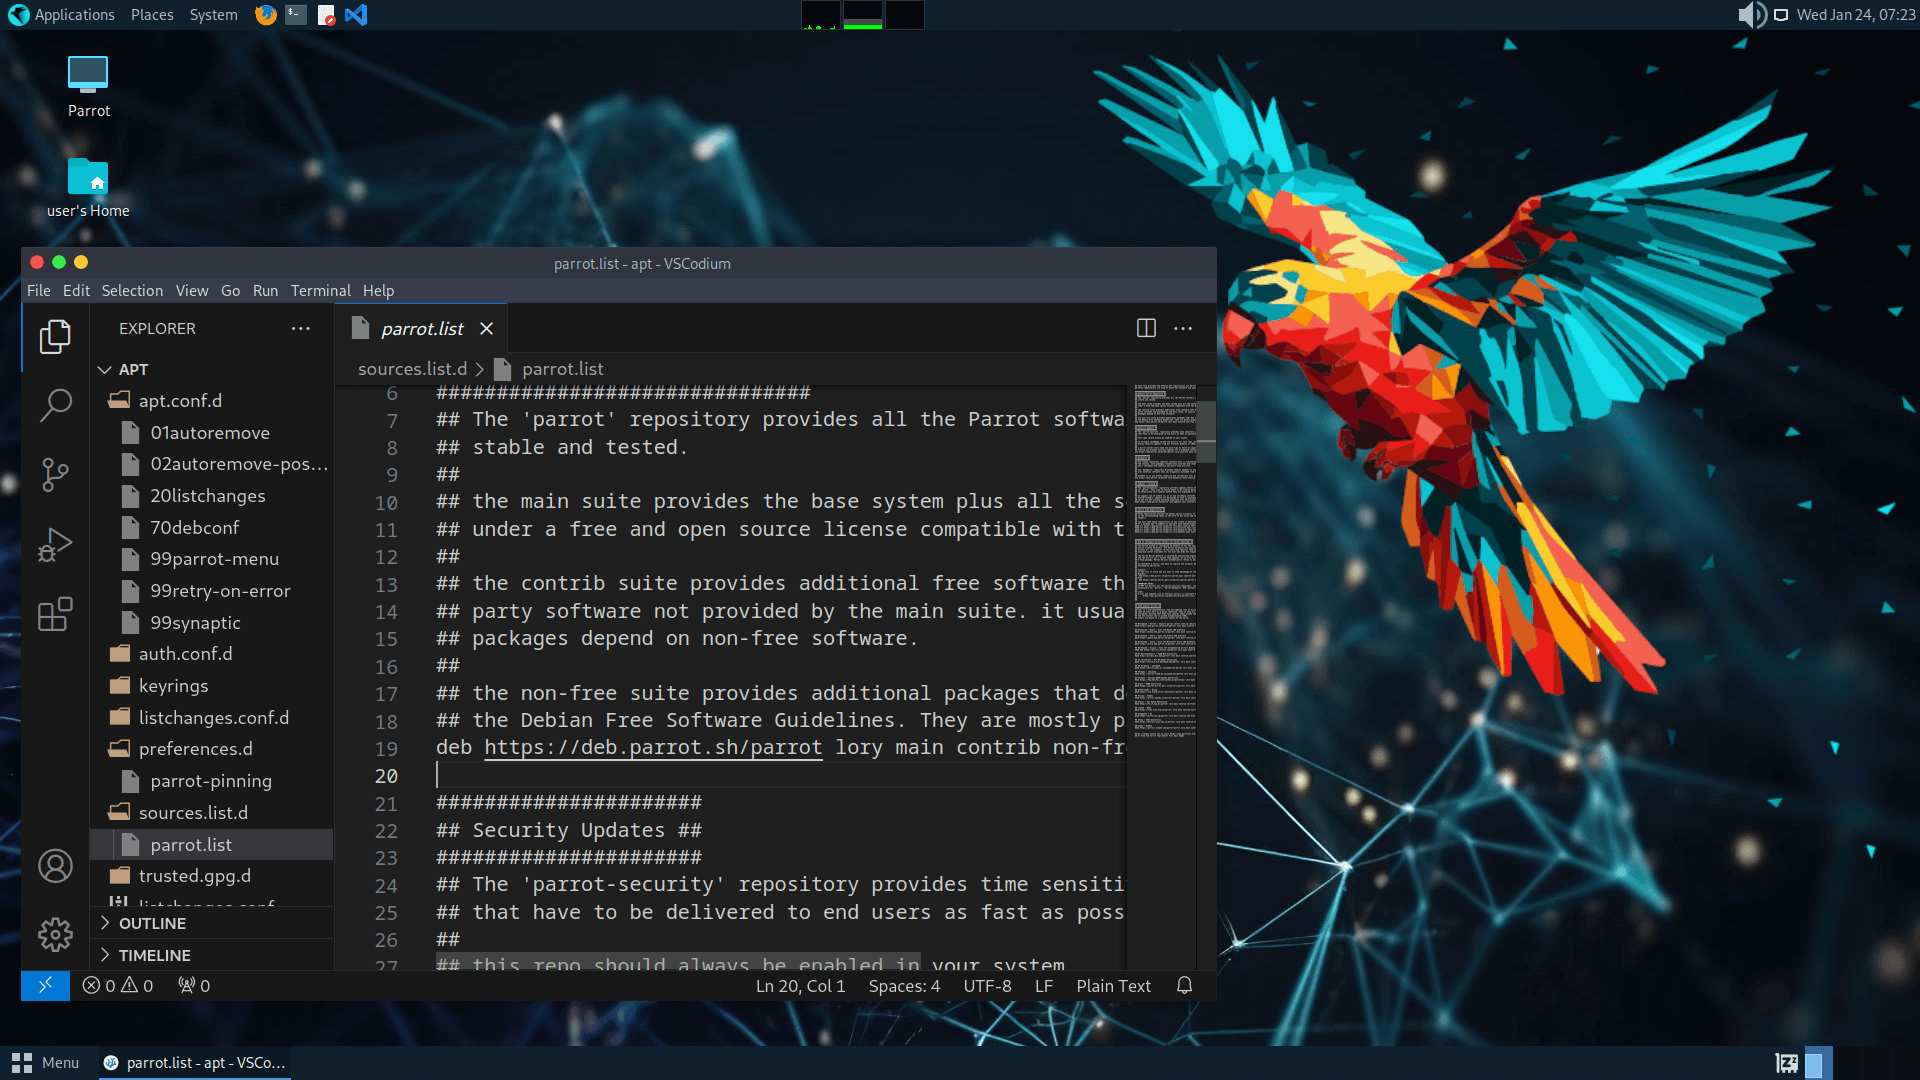 Applications Places System
Wed Jan 24, 07:23
Parrot
user's Home
parrot.list - apt - VSCodium
File Edit Selection View Go Run Terminal Help
EXPLORER
APT
apt.conf.d
01autoremove
02autoremove-pos...
20listchanges
70debconf
99parrot-menu
99retry-on-error
99synaptic
auth.conf.d
keyrings
listchanges.conf.d
preferences.d
parrot-pinning
sources.list.d
parrot.list
trusted.gpg.d
listchanges.conf
OUTLINE
TIMELINE
parrot.list
sources.list.d > parrot.list
6 ###############################
7 ## The 'parrot' repository provides all the Parrot softwa
8 ## stable and tested.
9 ##
10 ## the main suite provides the base system plus all the s
11 ## under a free and open source license compatible with t
12 ##
13 ## the contrib suite provides additional free software th
14 ## party software not provided by the main suite. it usua
15 ## packages depend on non-free software.
16 ##
17 ## the non-free suite provides additional packages that d
18 ## the Debian Free Software Guidelines. They are mostly p
19 deb https://deb.parrot.sh/parrot lory main contrib non-fr
20
21 ######################
22 ## Security Updates ##
23 ######################
24 ## The 'parrot-security' repository provides time sensiti
25 ## that have to be delivered to end users as fast as poss
26 ##
27 ## this repo should always be enabled in your system
0 0 0
Ln 20, Col 1 Spaces: 4 UTF-8 LF Plain Text
Menu parrot.list - apt - VSCo...